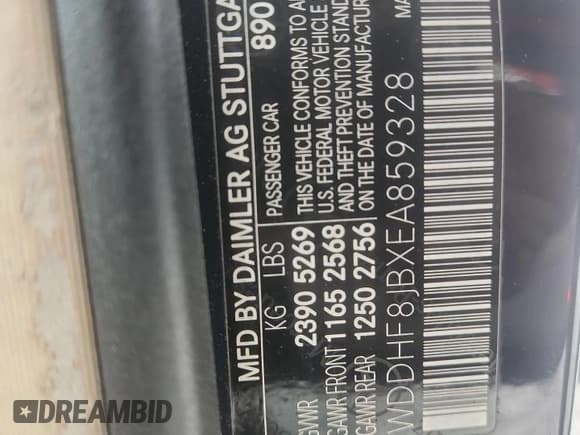 MFD BY DAIMLER AG STUTTGA
890
KG LBS PASSENGER CAR
GVWR 2390 5269
GAWR FRONT 1165 2568
GAWR REAR 1250 2756
THIS VEHICLE CONFORMS TO
U.S. FEDERAL MOTOR VEHICLE
AND THEFT PREVENTION STAND
ON THE DATE OF MANUFACTUR
WDDHF8JBXEA859328
MA
DREAMBID